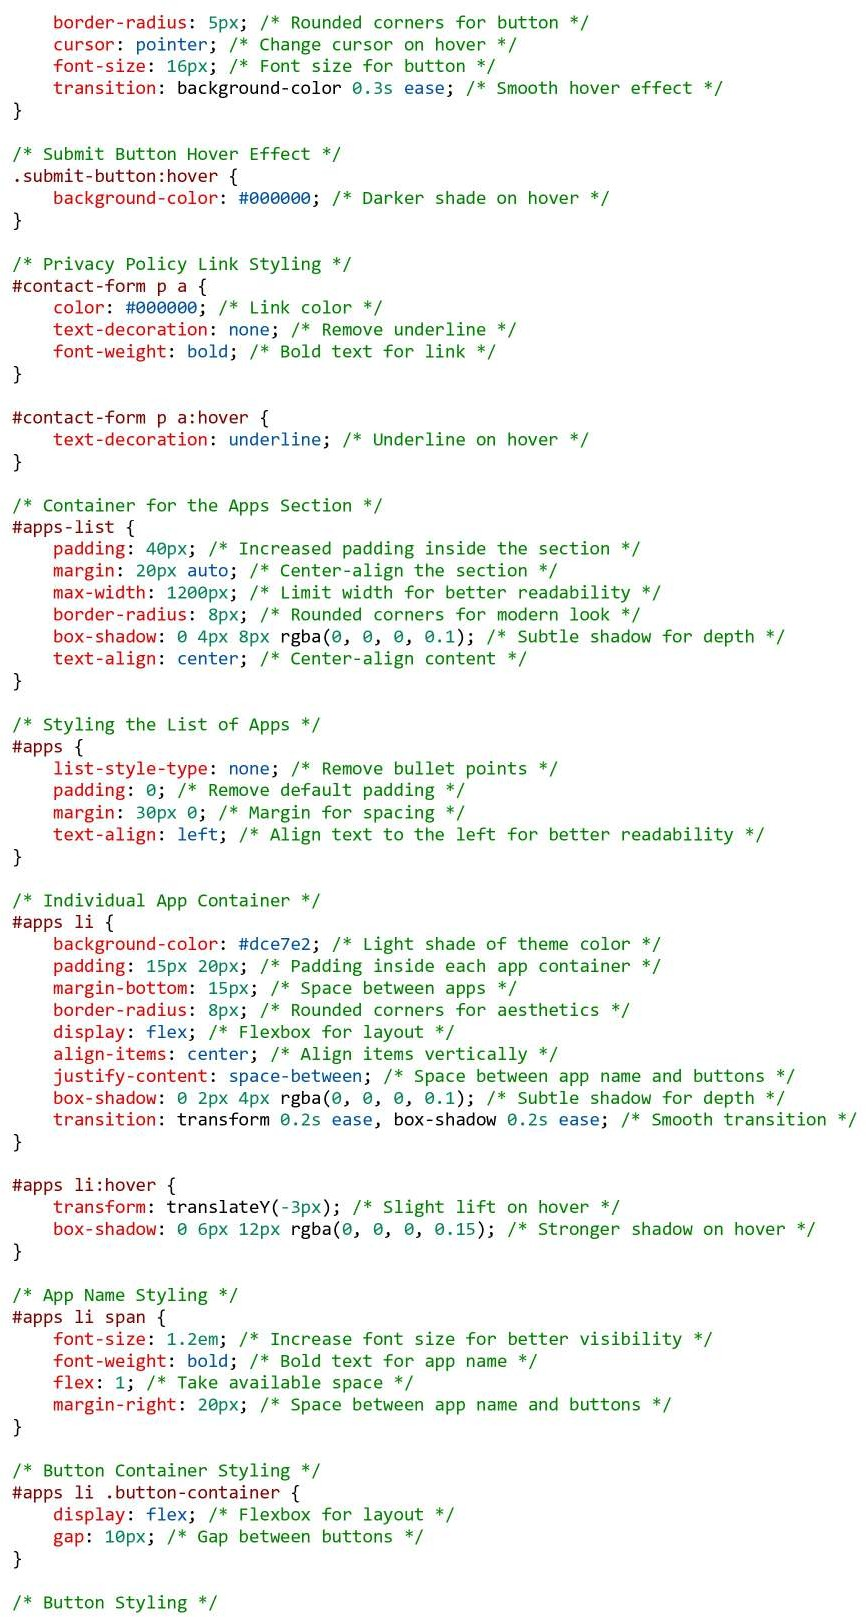 border-radius: 5px; /* Rounded corners for button */
    cursor: pointer; /* Change cursor on hover */
    font-size: 16px; /* Font size for button */
    transition: background-color 0.3s ease; /* Smooth hover effect */
}

/* Submit Button Hover Effect */
.submit-button:hover {
    background-color: #000000; /* Darker shade on hover */
}

/* Privacy Policy Link Styling */
#contact-form p a {
    color: #000000; /* Link color */
    text-decoration: none; /* Remove underline */
    font-weight: bold; /* Bold text for link */
}

#contact-form p a:hover {
    text-decoration: underline; /* Underline on hover */
}

/* Container for the Apps Section */
#apps-list {
    padding: 40px; /* Increased padding inside the section */
    margin: 20px auto; /* Center-align the section */
    max-width: 1200px; /* Limit width for better readability */
    border-radius: 8px; /* Rounded corners for modern look */
    box-shadow: 0 4px 8px rgba(0, 0, 0, 0.1); /* Subtle shadow for depth */
    text-align: center; /* Center-align content */
}

/* Styling the List of Apps */
#apps {
    list-style-type: none; /* Remove bullet points */
    padding: 0; /* Remove default padding */
    margin: 30px 0; /* Margin for spacing */
    text-align: left; /* Align text to the left for better readability */
}

/* Individual App Container */
#apps li {
    background-color: #dce7e2; /* Light shade of theme color */
    padding: 15px 20px; /* Padding inside each app container */
    margin-bottom: 15px; /* Space between apps */
    border-radius: 8px; /* Rounded corners for aesthetics */
    display: flex; /* Flexbox for layout */
    align-items: center; /* Align items vertically */
    justify-content: space-between; /* Space between app name and buttons */
    box-shadow: 0 2px 4px rgba(0, 0, 0, 0.1); /* Subtle shadow for depth */
    transition: transform 0.2s ease, box-shadow 0.2s ease; /* Smooth transition */
}

#apps li:hover {
    transform: translateY(-3px); /* Slight lift on hover */
    box-shadow: 0 6px 12px rgba(0, 0, 0, 0.15); /* Stronger shadow on hover */
}

/* App Name Styling */
#apps li span {
    font-size: 1.2em; /* Increase font size for better visibility */
    font-weight: bold; /* Bold text for app name */
    flex: 1; /* Take available space */
    margin-right: 20px; /* Space between app name and buttons */
}

/* Button Container Styling */
#apps li .button-container {
    display: flex; /* Flexbox for layout */
    gap: 10px; /* Gap between buttons */
}

/* Button Styling */